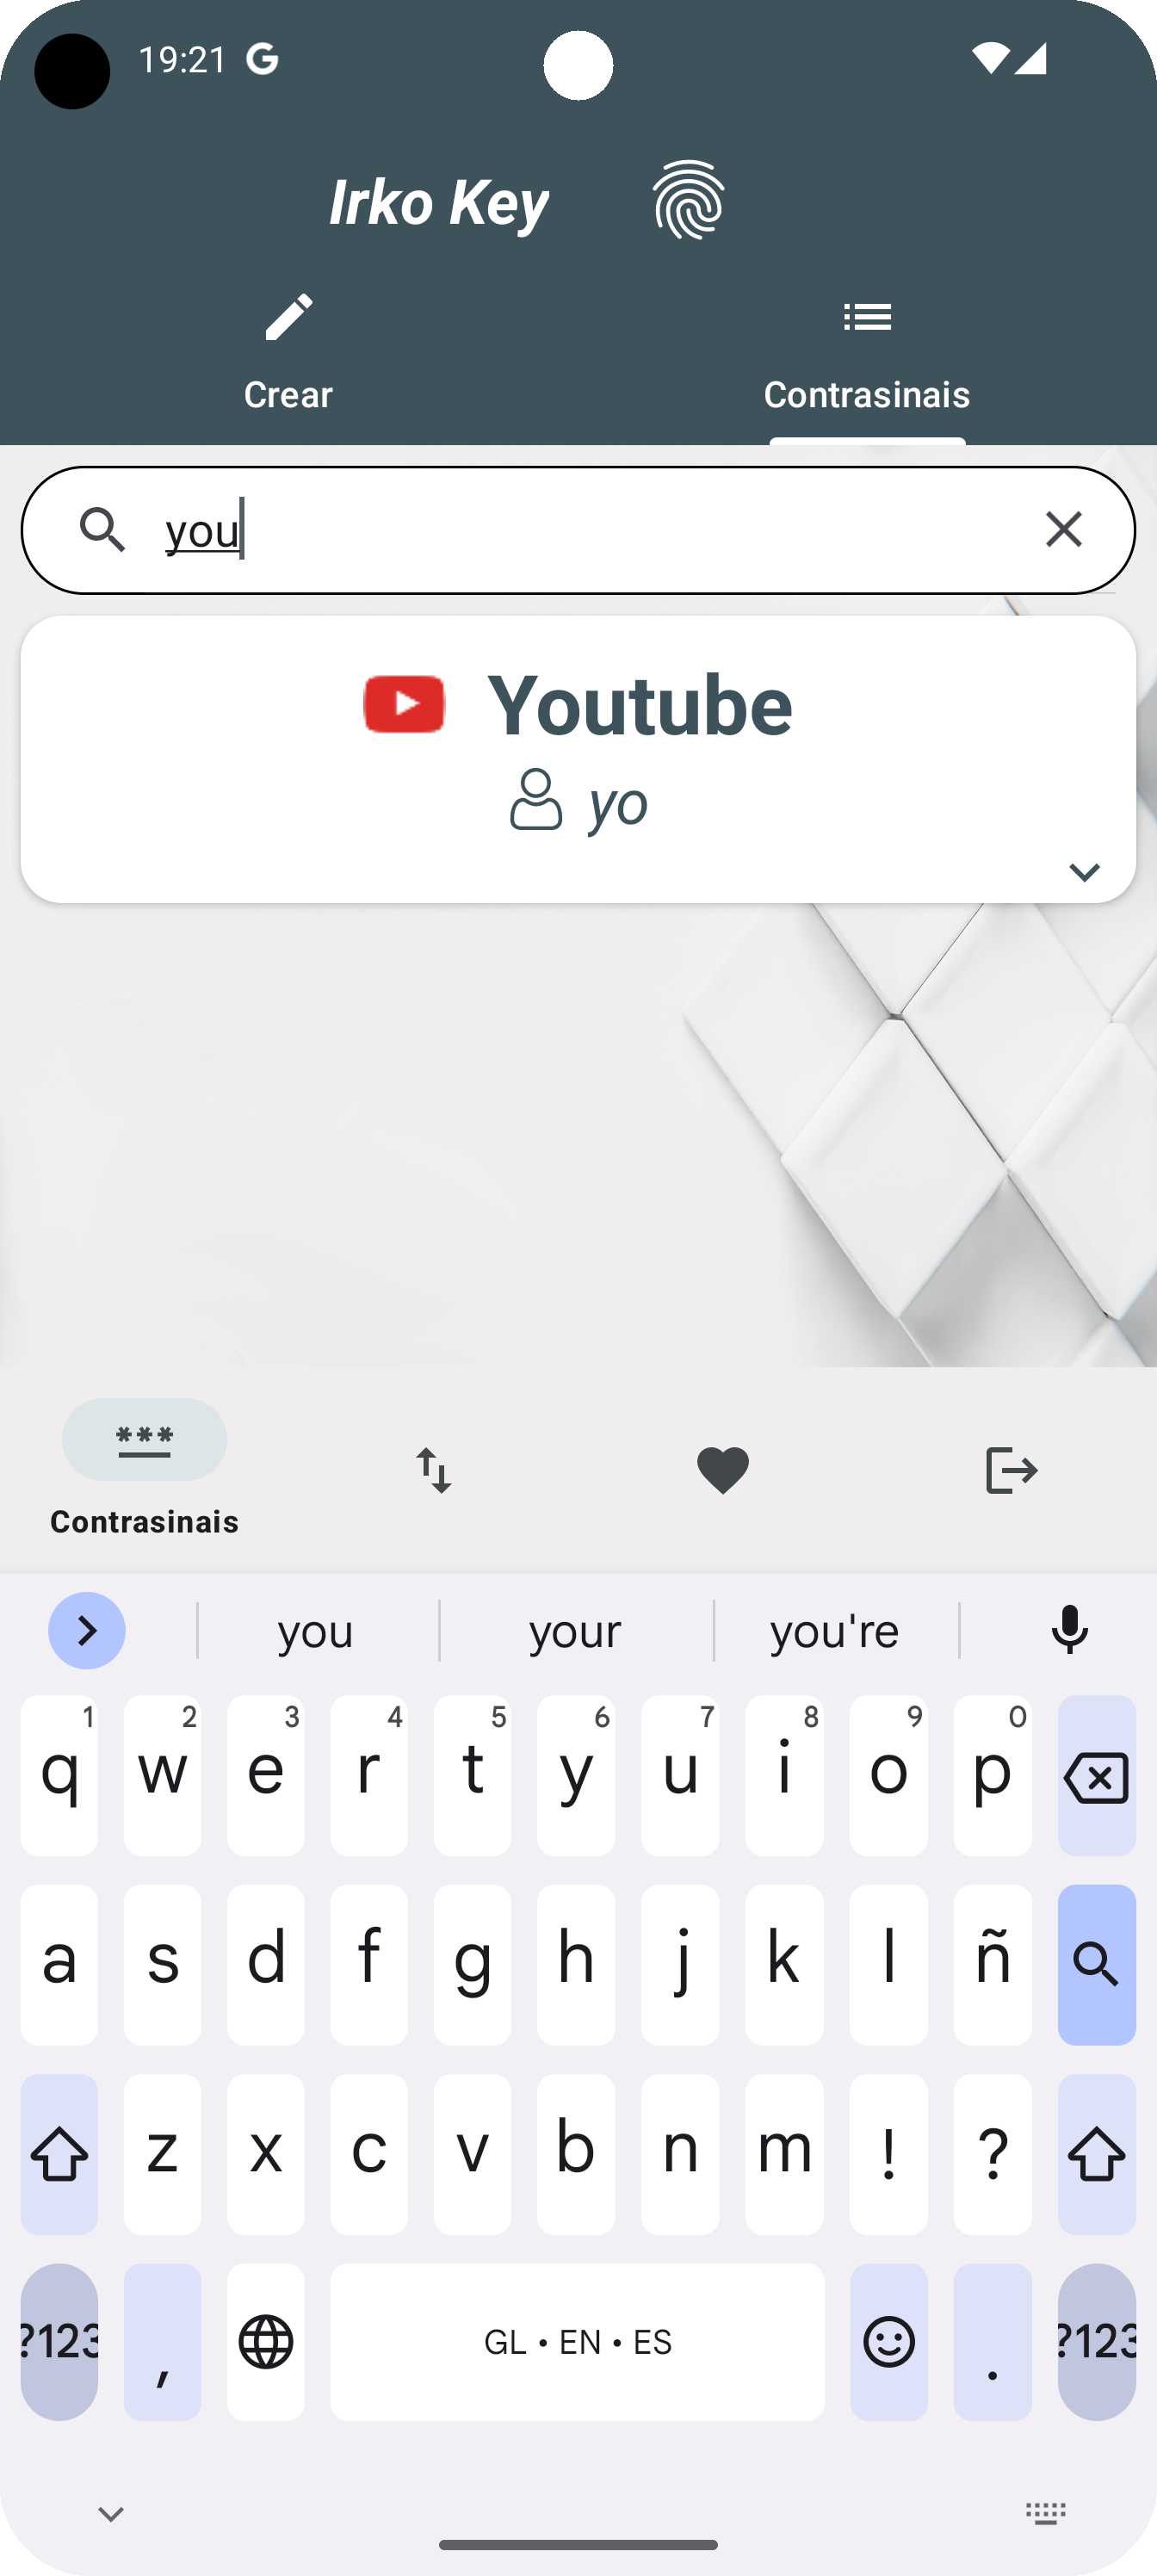 19:21
Irko Key
Crear
Contrasinais
you
Youtube
yo
***
Contrasinais
you your you're
1 2 3 4 5 6 7 8 9 0
q w e r t y u i o p
a s d f g h j k l ñ
z x c v b n m ! ?
?123 , GL • EN • ES . ?123